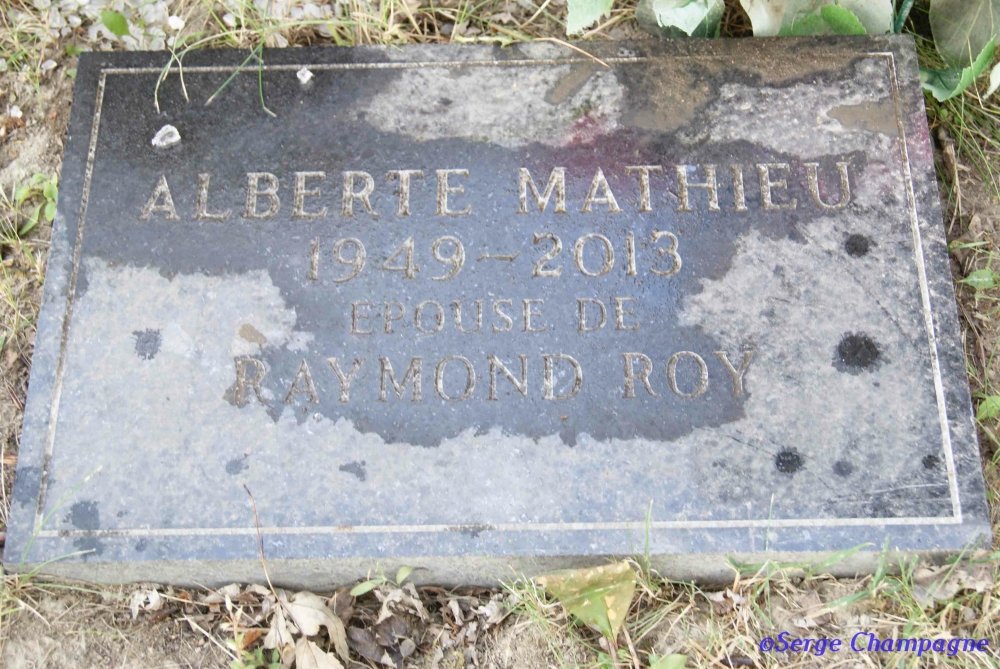 ALBERTE MATHIEU
1949-2013
EPOUSE DE
RAYMOND ROY
©Serge Champagne